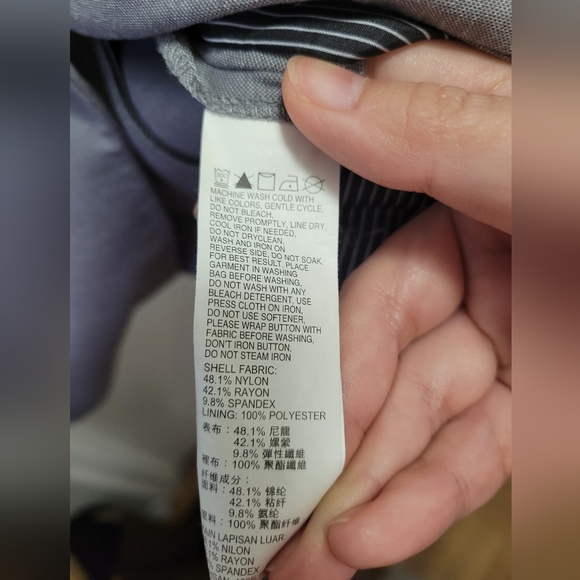 MACHINE WASH COLD WITH
LIKE COLORS, GENTLE CYCLE,
DO NOT BLEACH,
REMOVE PROMPTLY, LINE DRY,
COOL IRON IF NEEDED,
DO NOT DRYCLEAN,
WASH AND IRON ON
REVERSE SIDE, DO NOT SOAK,
FOR BEST RESULT, PLACE
GARMENT IN WASHING
BAG BEFORE WASHING,
DO NOT WASH WITH ANY
BLEACH DETERGENT, USE
PRESS CLOTH ON IRON,
DO NOT USE SOFTENER,
PLEASE WRAP BUTTON WITH
FABRIC BEFORE WASHING,
DON'T IRON BUTTON,
DO NOT STEAM IRON
SHELL FABRIC:
48.1% NYLON
42.1% RAYON
9.8% SPANDEX
LINING: 100% POLYESTER
表布：48.1% 尼龍
42.1% 嫘縈
9.8% 彈性纖維
裡布：100% 聚酯纖維
纤维成分：
面料：48.1% 锦纶
42.1% 粘纤
9.8% 氨纶
里料：100% 聚酯纤维
LAPISAN LUAR
NILON
RAYON
SPANDEX